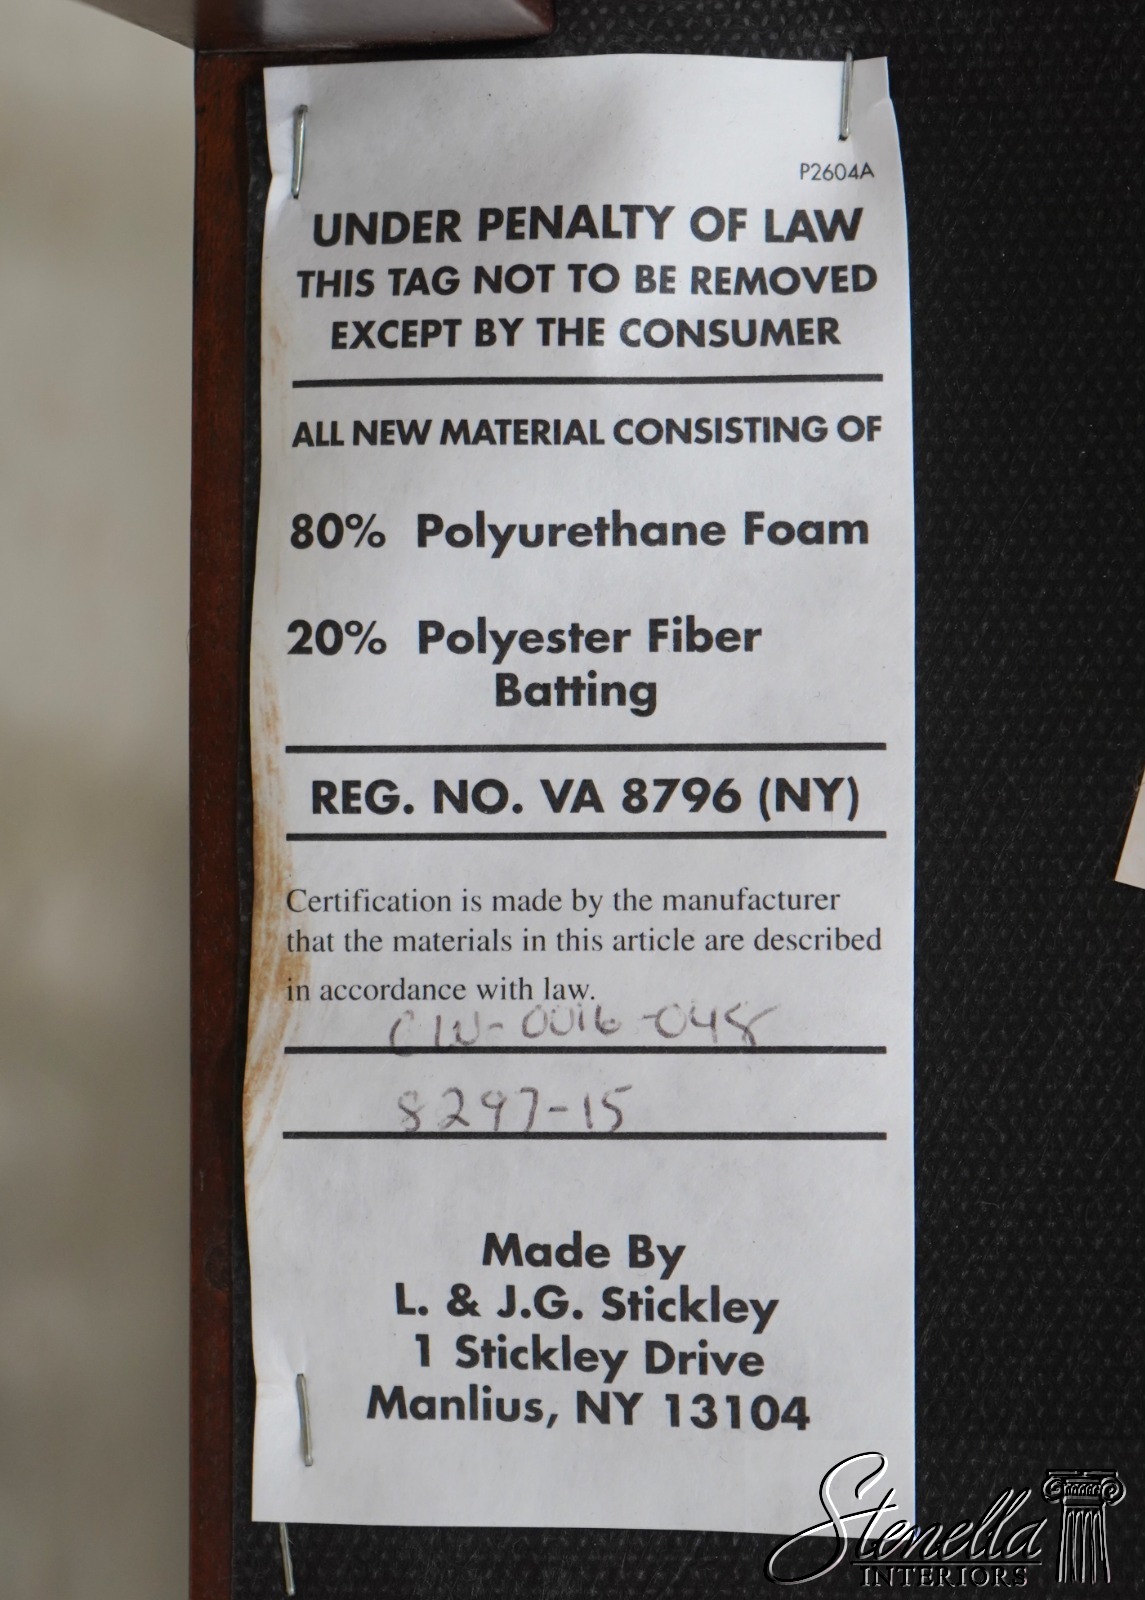 P2604A
UNDER PENALTY OF LAW
THIS TAG NOT TO BE REMOVED
EXCEPT BY THE CONSUMER
ALL NEW MATERIAL CONSISTING OF
80% Polyurethane Foam
20% Polyester Fiber
Batting
REG. NO. VA 8796 (NY)
Certification is made by the manufacturer
that the materials in this article are described
in accordance with law.
CW-0016-048
8297-15
Made By
L. & J.G. Stickley
1 Stickley Drive
Manlius, NY 13104
Stenella
INTERIORS